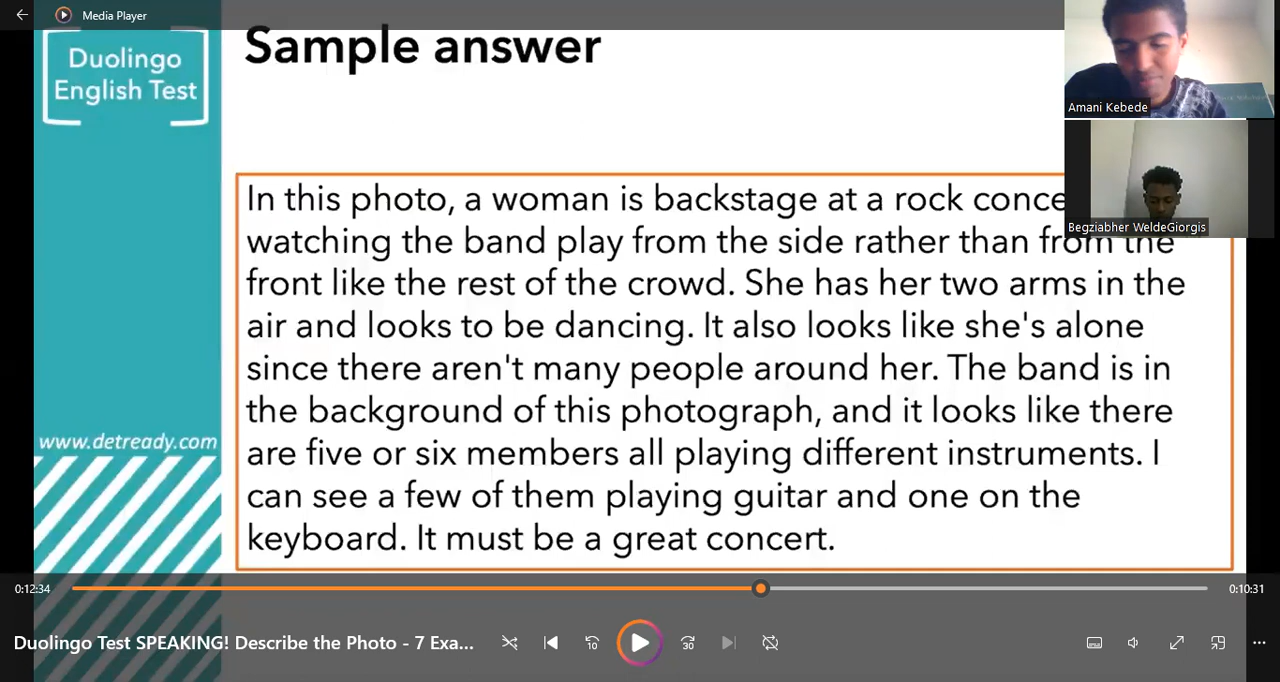 Media Player
Duolingo
English Test
Sample answer
Amani Kebede
Begziabher WeldeGiorgis
In this photo, a woman is backstage at a rock
watching the band play from the side rather than from the
front like the rest of the crowd. She has her two arms in the
air and looks to be dancing. It also looks like she's alone
since there aren't many people around her. The band is in
the background of this photograph, and it looks like there
are five or six members all playing different instruments. I
can see a few of them playing guitar and one on the
keyboard. It must be a great concert.
www.detready.com
0:12:34
0:10:31
Duolingo Test SPEAKING! Describe the Photo - 7 Exa...
10
30